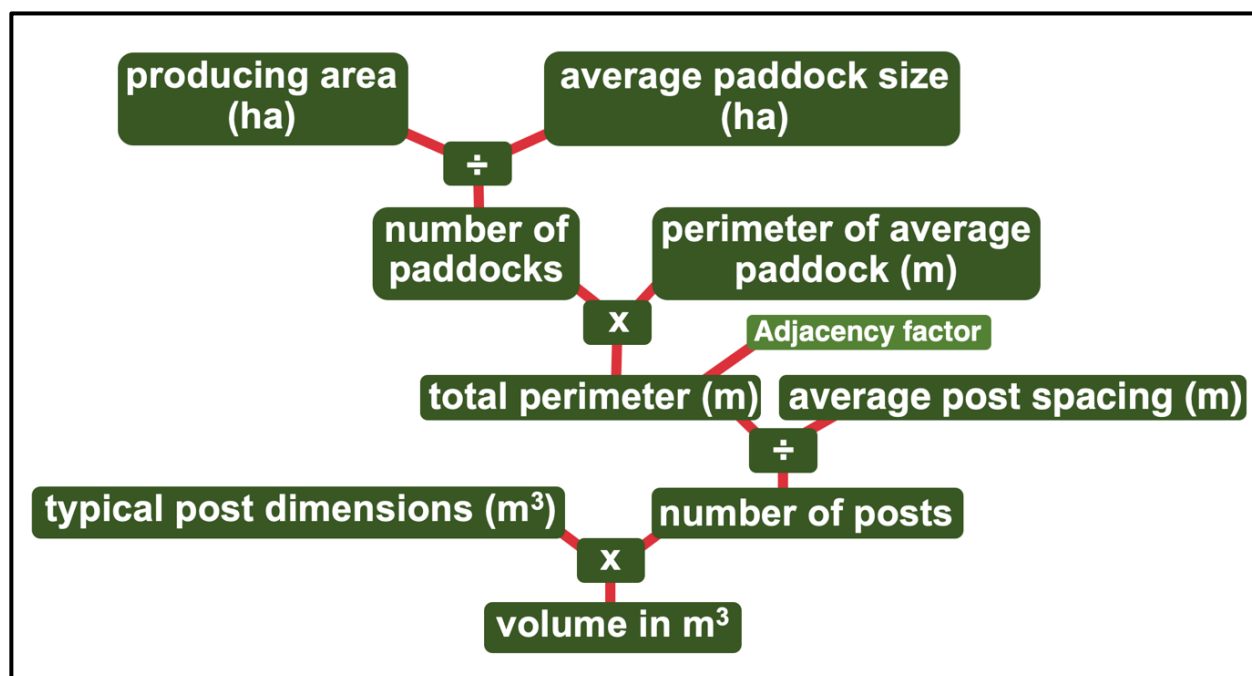 producing area
(ha)
average paddock size
(ha)
÷
number of
paddocks
perimeter of average
paddock (m)
x
Adjacency factor
total perimeter (m)
average post spacing (m)
÷
typical post dimensions (m³)
number of posts
x
volume in m³